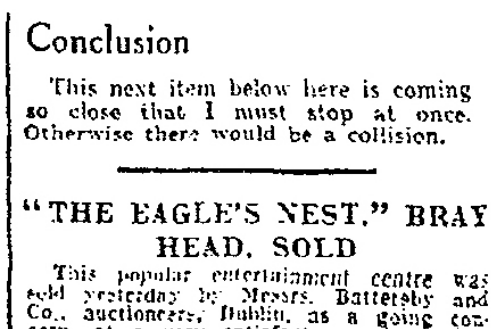 Conclusion
This next item below here is coming
so close that I must stop at once.
Otherwise there would be a collision.
"THE EAGLE'S NEST," BRAY
HEAD, SOLD
This popular entertainment centre was
sold yesterday by Messrs. Battersby and
Co., auctioneers, Dublin, as a going con-